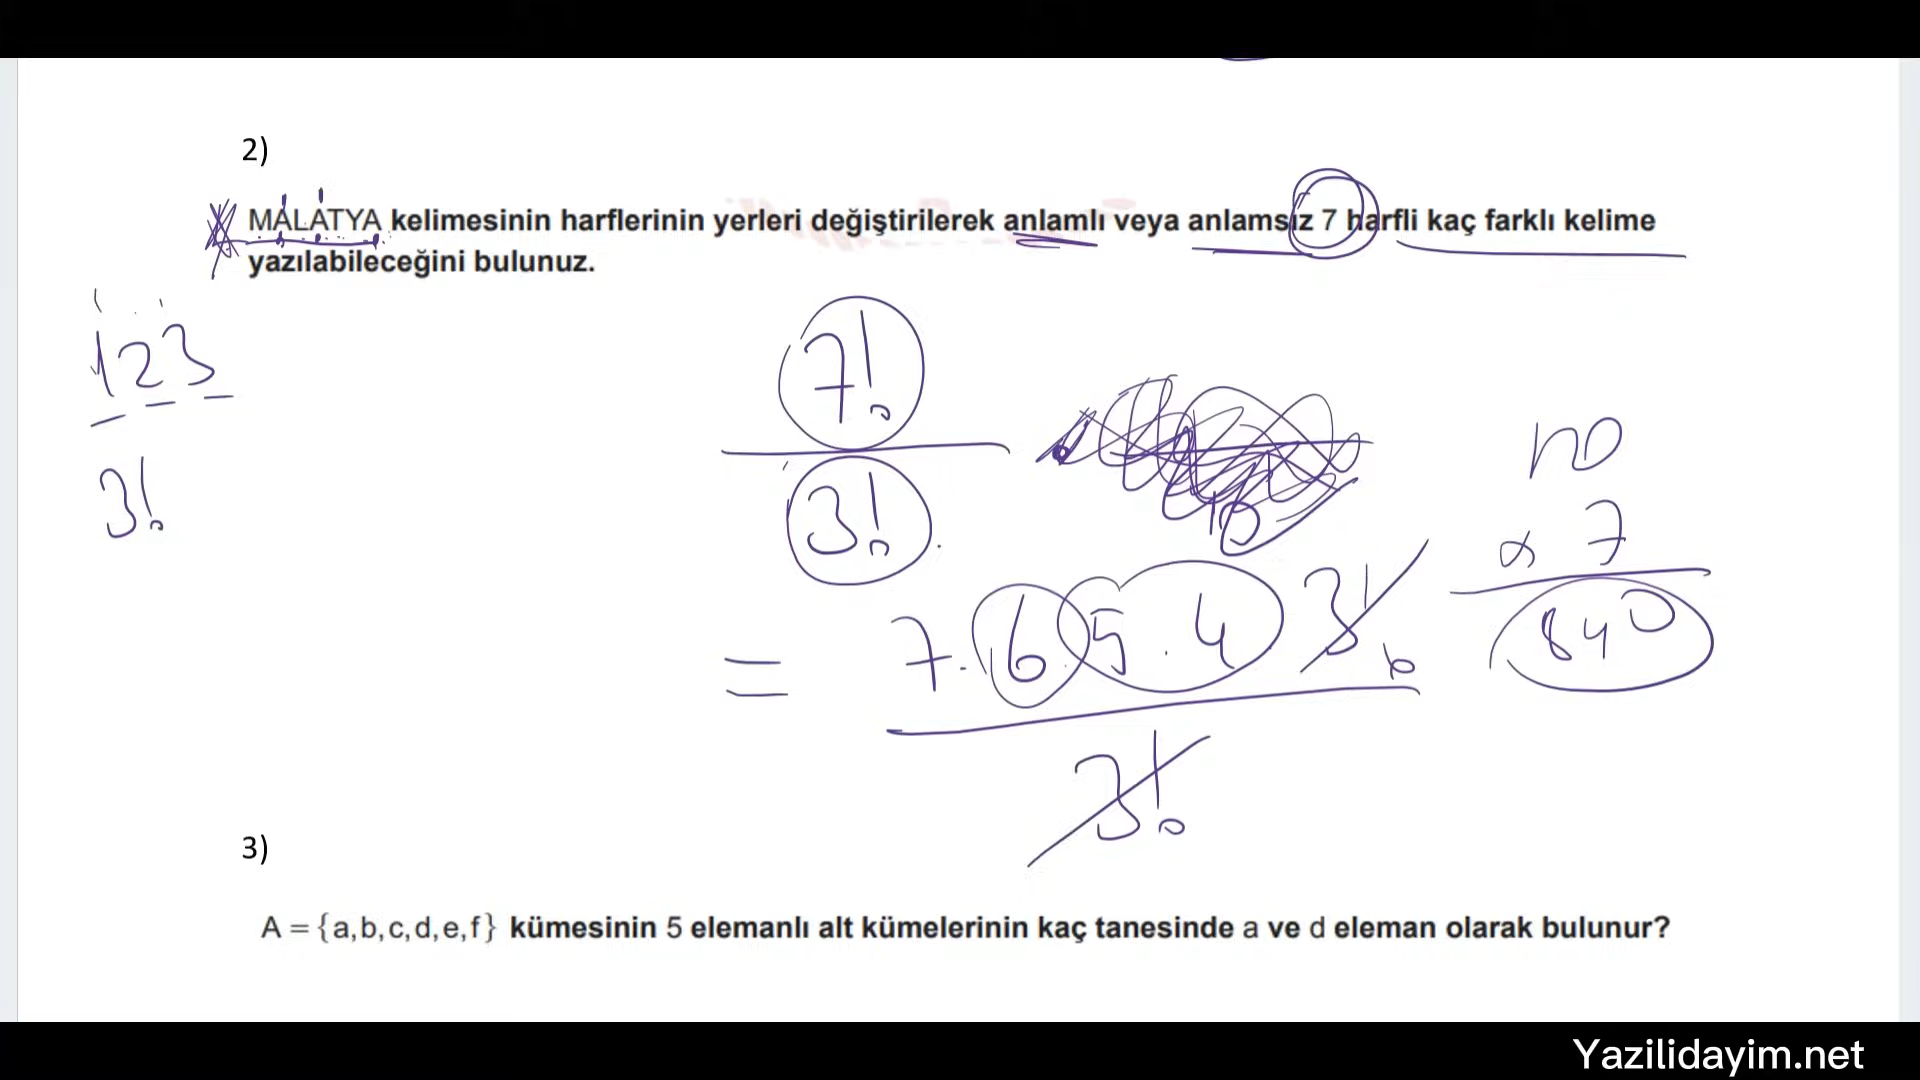 2)
MALATYA kelimesinin harflerinin yerleri değiştirilerek anlamlı veya anlamsız 7 harfli kaç farklı kelime
yazılabileceğini bulunuz.
123
3!
7!
3!
10
120
x 7
840
= 7.6.5.4.3!
3!
3)
A = {a,b,c,d,e,f} kümesinin 5 elemanlı alt kümelerinin kaç tanesinde a ve d eleman olarak bulunur?
Yazilidayim.net